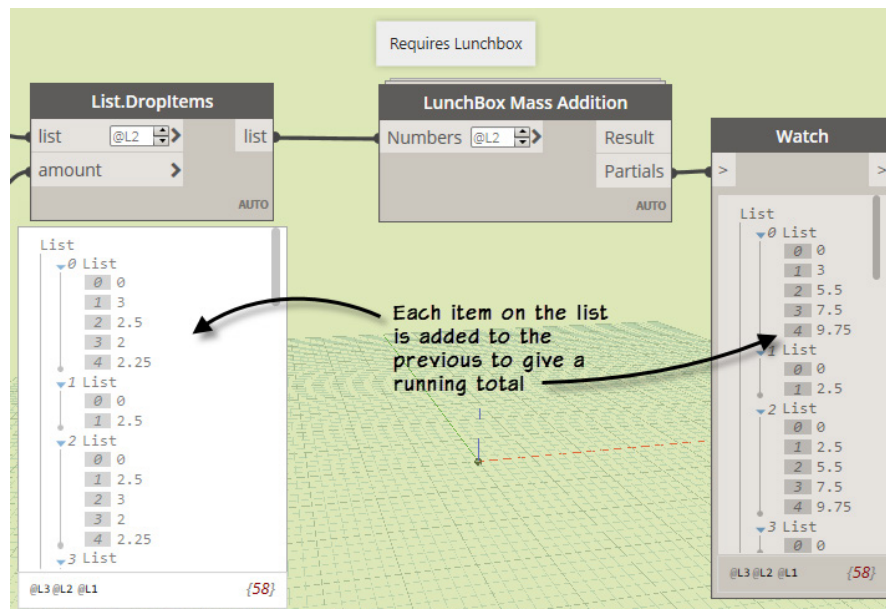 Requires Lunchbox
List.DropItems
list @L2 > list
amount >
AUTO
LunchBox Mass Addition
Numbers @L2 > Result
Partials
AUTO
Watch
> >
List
0 List
0 0
1 3
2 2.5
3 2
4 2.25
1 List
0 0
1 2.5
2 List
0 0
1 2.5
2 3
3 2
4 2.25
3 List
@L3 @L2 @L1 {58}
Each item on the list
is added to the
previous to give a
running total
List
0 List
0 0
1 3
2 5.5
3 7.5
4 9.75
1 List
0 0
1 2.5
2 List
0 0
1 2.5
2 5.5
3 7.5
4 9.75
3 List
0 0
@L3 @L2 @L1 {58}